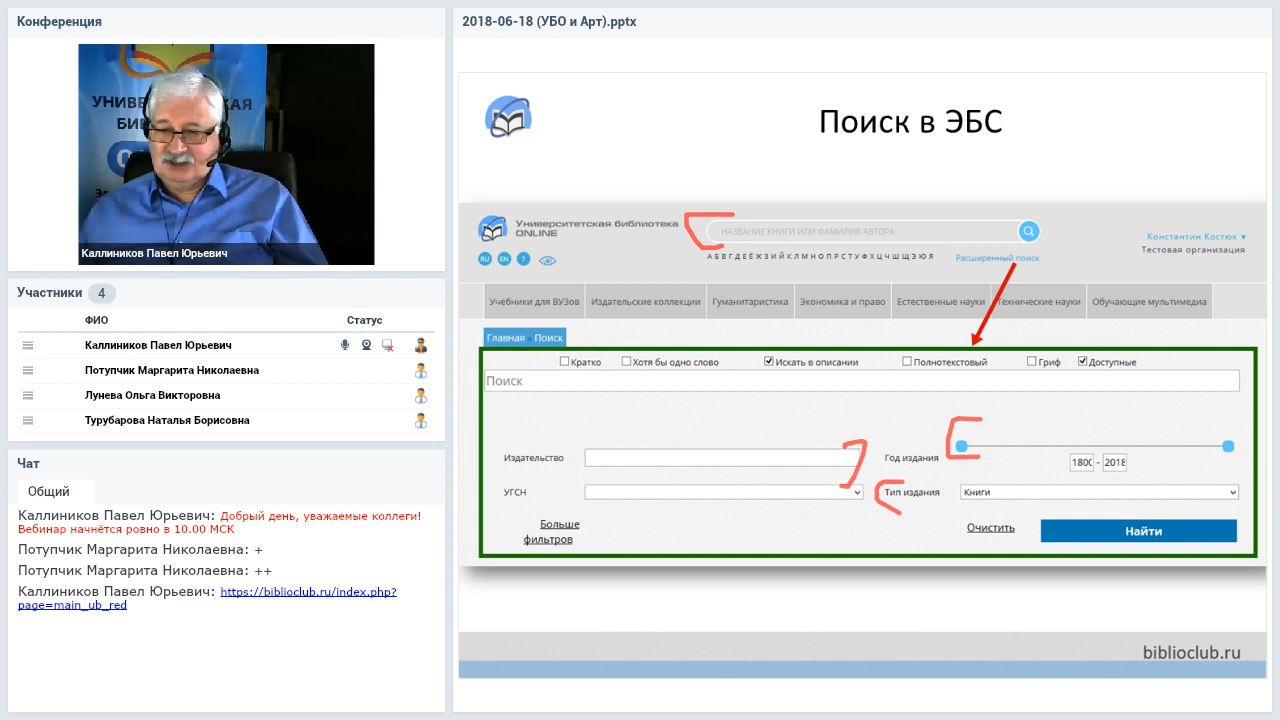 Конференция
УНИВЕ
СКАЯ
БИБ
Каллиников Павел Юрьевич
Участники 4
ФИО Статус
Каллиников Павел Юрьевич
Потупчик Маргарита Николаевна
Лунева Ольга Викторовна
Турубарова Наталья Борисовна
Чат
Общий
Каллиников Павел Юрьевич: Добрый день, уважаемые коллеги!
Вебинар начнётся ровно в 10.00 МСК
Потупчик Маргарита Николаевна: +
Потупчик Маргарита Николаевна: ++
Каллиников Павел Юрьевич: https://biblioclub.ru/index.php?
page=main_ub_red
2018-06-18 (УБО и Арт).pptx
Поиск в ЭБС
Университетская библиотека
ONLINE
НАЗВАНИЕ КНИГИ ИЛИ ФАМИЛИЯ АВТОРА
Константин Костюк ▾
Тестовая организация
RU EN ?
А Б В Г Д Е Ё Ж З И Й К Л М Н О П Р С Т У Ф Х Ц Ч Ш Щ Э Ю Я
Расширенный поиск
Учебники для ВУЗов Издательские коллекции Гуманитаристика Экономика и право Естественные науки Технические науки Обучающие мультимедиа
Главная Поиск
Кратко Хотя бы одно слово Искать в описании Полнотекстовый Гриф Доступные
Поиск
Издательство Год издания
1800 - 2018
УГСН Тип издания Книги
Больше
фильтров
Очистить Найти
biblioclub.ru